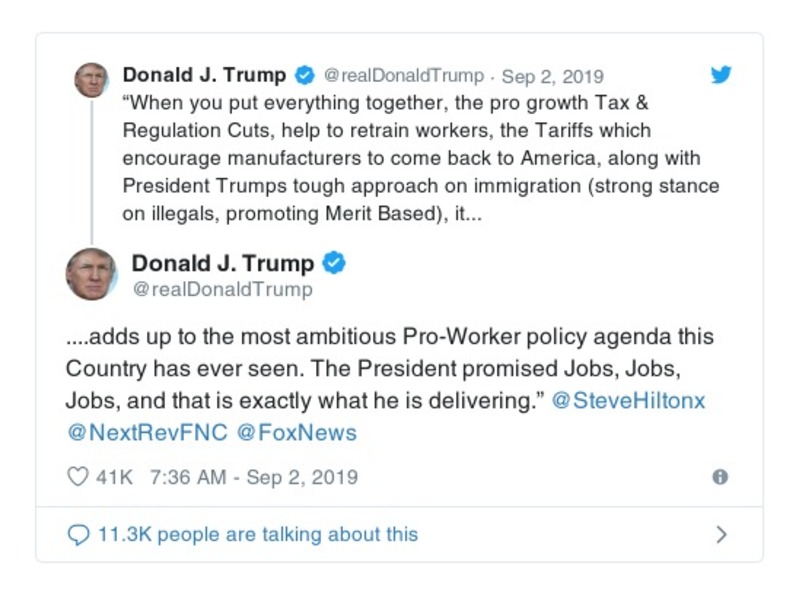 Donald J. Trump @realDonaldTrump · Sep 2, 2019
“When you put everything together, the pro growth Tax &
Regulation Cuts, help to retrain workers, the Tariffs which
encourage manufacturers to come back to America, along with
President Trumps tough approach on immigration (strong stance
on illegals, promoting Merit Based), it...
Donald J. Trump
@realDonaldTrump
....adds up to the most ambitious Pro-Worker policy agenda this
Country has ever seen. The President promised Jobs, Jobs,
Jobs, and that is exactly what he is delivering.” @SteveHiltonx
@NextRevFNC @FoxNews
41K 7:36 AM - Sep 2, 2019
11.3K people are talking about this